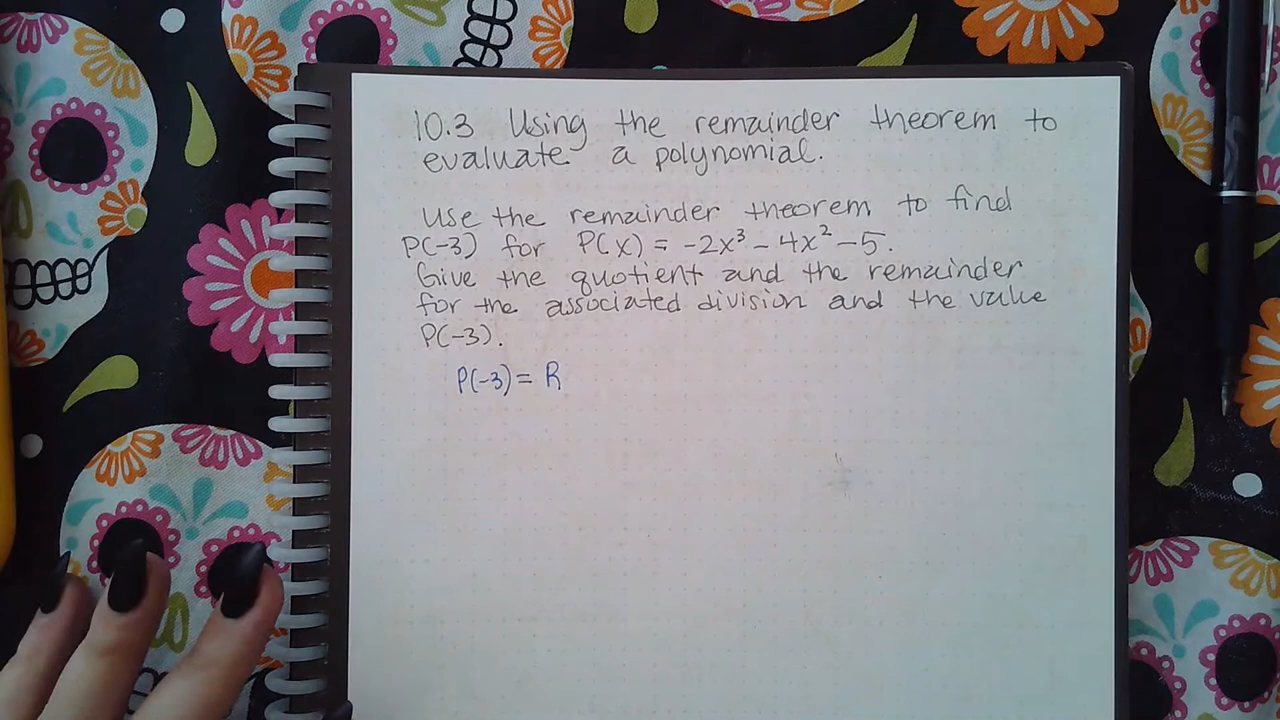 10.3 Using the remainder theorem to
evaluate a polynomial.
Use the remainder theorem to find
P(-3) for P(x) = -2x³ - 4x² - 5.
Give the quotient and the remainder
for the associated division and the value
P(-3).
P(-3) = R